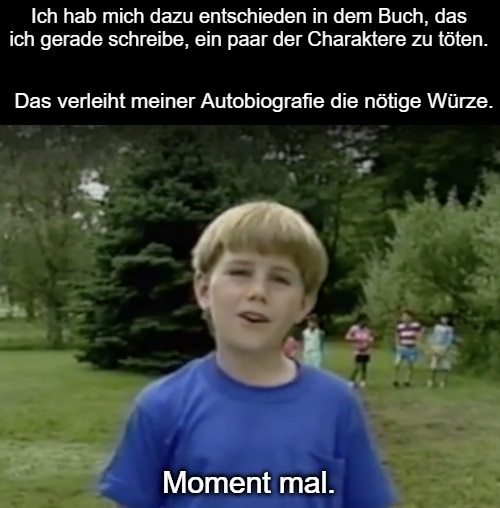 Ich hab mich dazu entschieden in dem Buch, das
ich gerade schreibe, ein paar der Charaktere zu töten.
Das verleiht meiner Autobiografie die nötige Würze.
Moment mal.